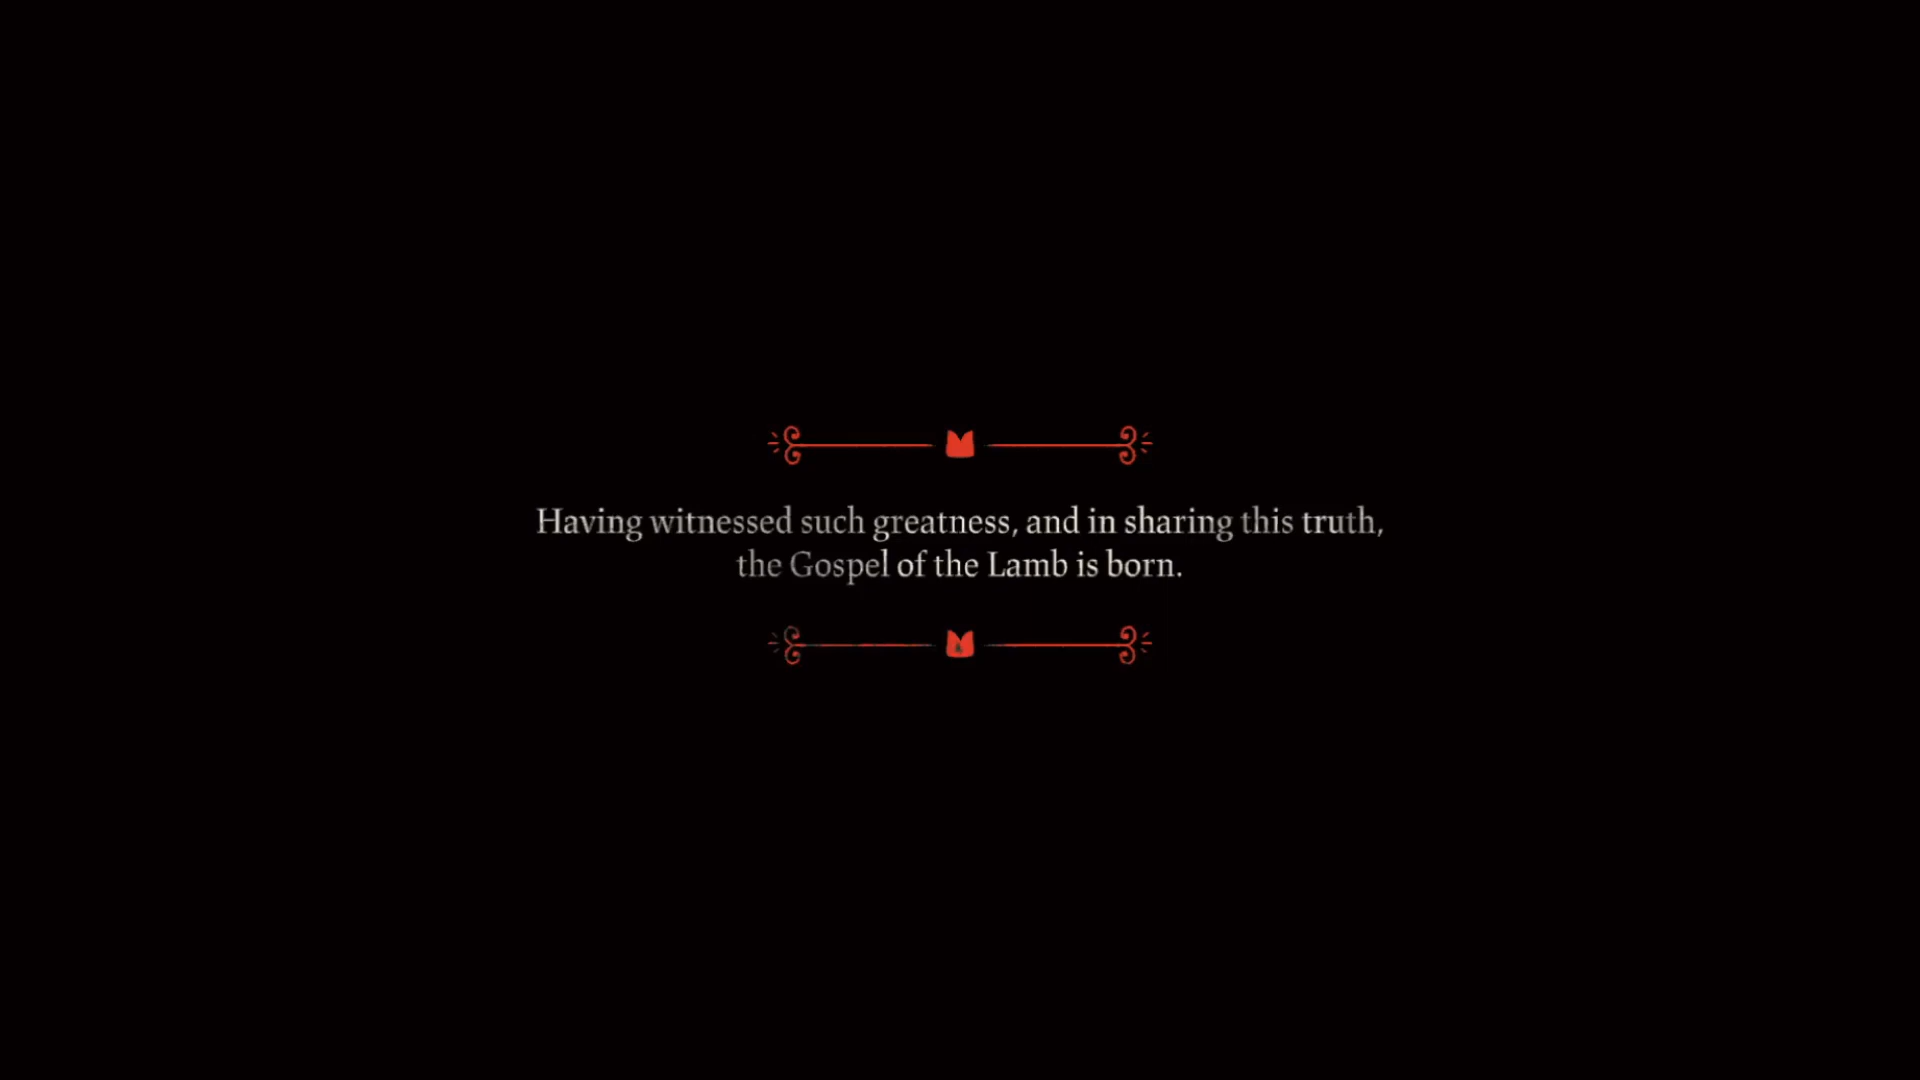 Having witnessed such greatness, and in sharing this truth,
the Gospel of the Lamb is born.